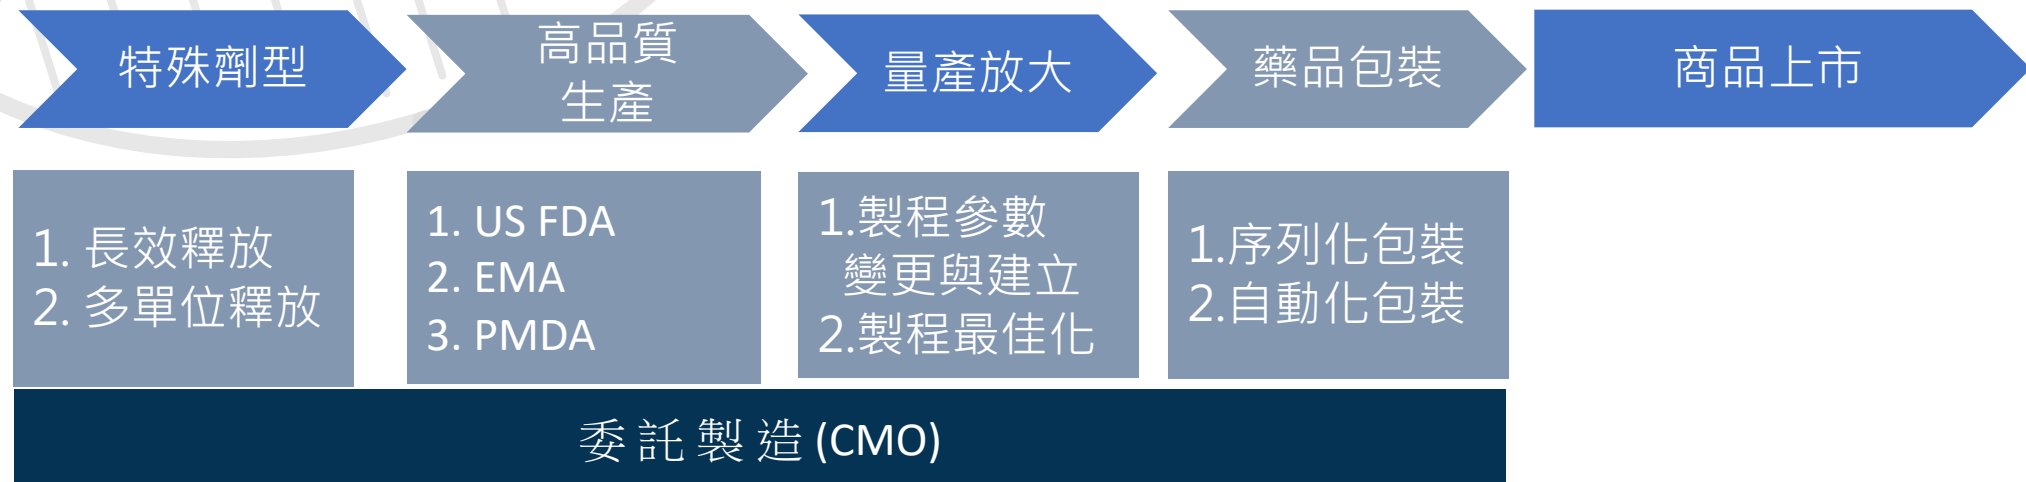 特殊劑型
高品質
生產
量產放大
藥品包裝
商品上市
1. 長效釋放
2. 多單位釋放
1. US FDA
2. EMA
3. PMDA
1.製程參數
變更與建立
2.製程最佳化
1.序列化包裝
2.自動化包裝
委託製造(CMO)